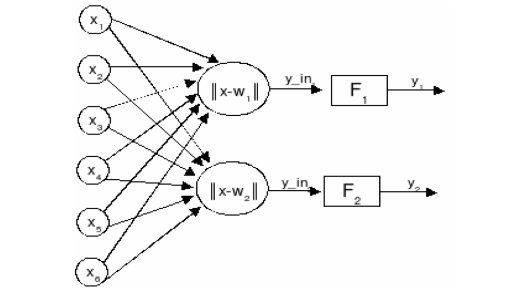 x1
x2
x3
x4
x5
x6
‖x-w1‖
y_in
F1
y1
‖x-w2‖
y_in
F2
y2